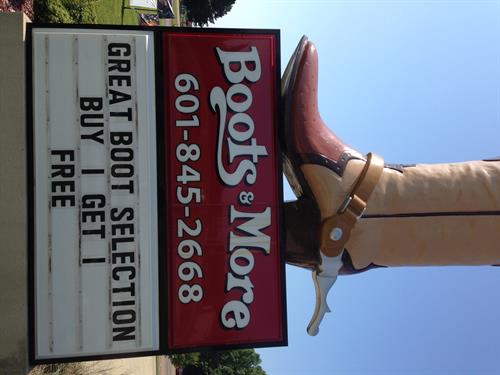 Boots & More
601-845-2668
GREAT BOOT SELECTION
BUY 1 GET 1
FREE